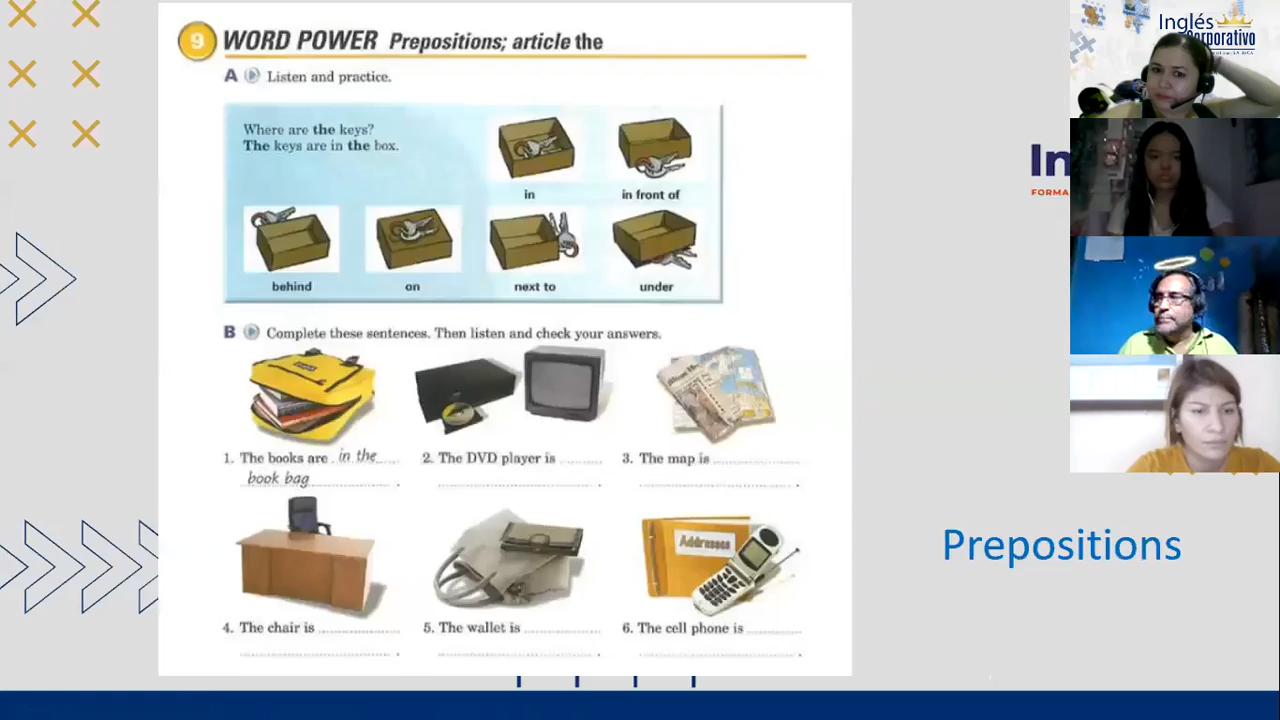 9 WORD POWER Prepositions; article the
A Listen and practice.
Where are the keys?
The keys are in the box.
in
in front of
behind
on
next to
under
B Complete these sentences. Then listen and check your answers.
1. The books are in the
book bag
2. The DVD player is
3. The map is
4. The chair is
5. The wallet is
Addresses
6. The cell phone is
Prepositions
Inglés
Corporativo
In
FORMA